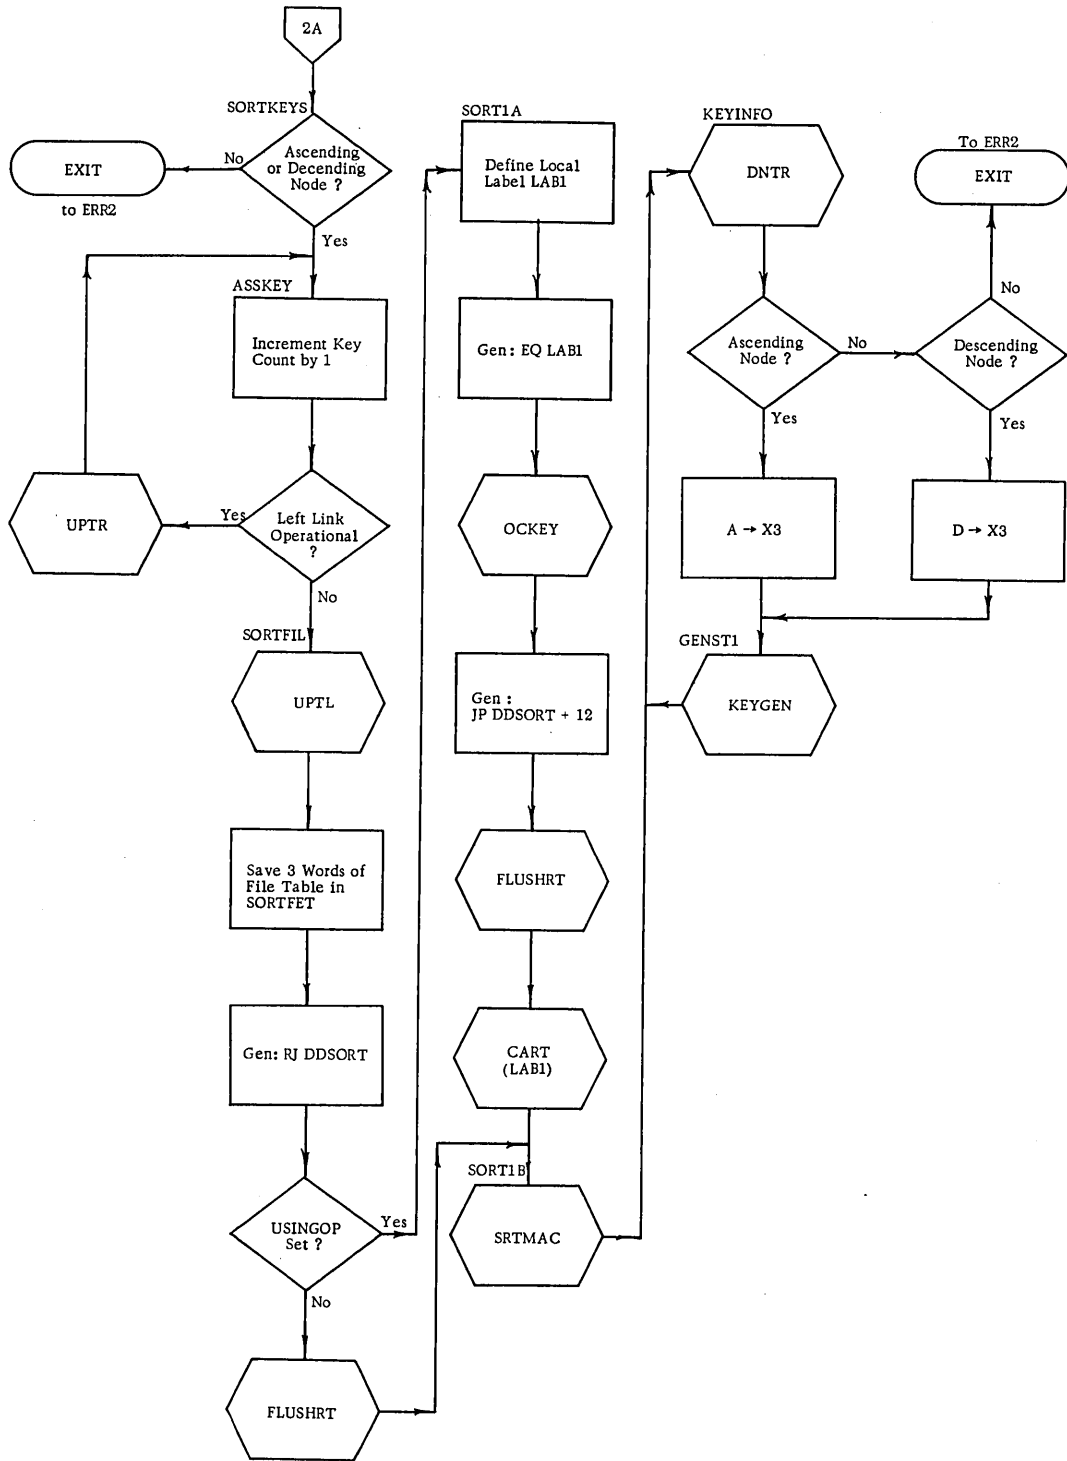 2A
SORTKEYS
Ascending
or Decending
Node ?
No
EXIT
to ERR2
Yes
ASSKEY
Increment Key
Count by 1
Left Link
Operational
?
Yes
UPTR
No
SORTFIL
UPTL
Save 3 Words of
File Table in
SORTFET
Gen: RJ DDSORT
USINGOP
Set ?
Yes
No
FLUSHRT
SORT1A
Define Local
Label LAB1
Gen: EQ LAB1
OCKEY
Gen :
JP DDSORT + 12
FLUSHRT
CART
(LAB1)
SORT1B
SRTMAC
KEYINFO
DNTR
Ascending
Node ?
No
Yes
A → X3
To ERR2
EXIT
No
Descending
Node ?
Yes
D → X3
GENST1
KEYGEN